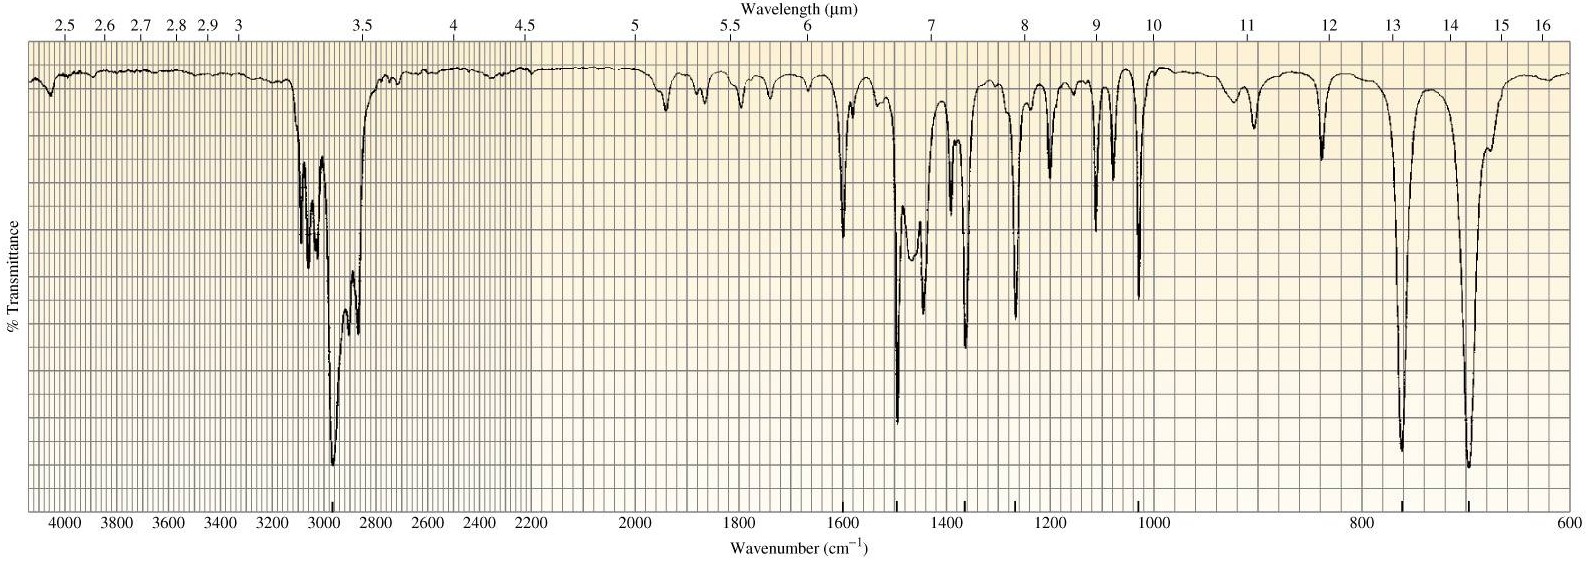 Wavelength (μm)
2.5 2.6 2.7 2.8 2.9 3 3.5 4 4.5 5 5.5 6 7 8 9 10 11 12 13 14 15 16
% Transmittance
4000 3800 3600 3400 3200 3000 2800 2600 2400 2200 2000 1800 1600 1400 1200 1000 800 600
Wavenumber (cm⁻¹)